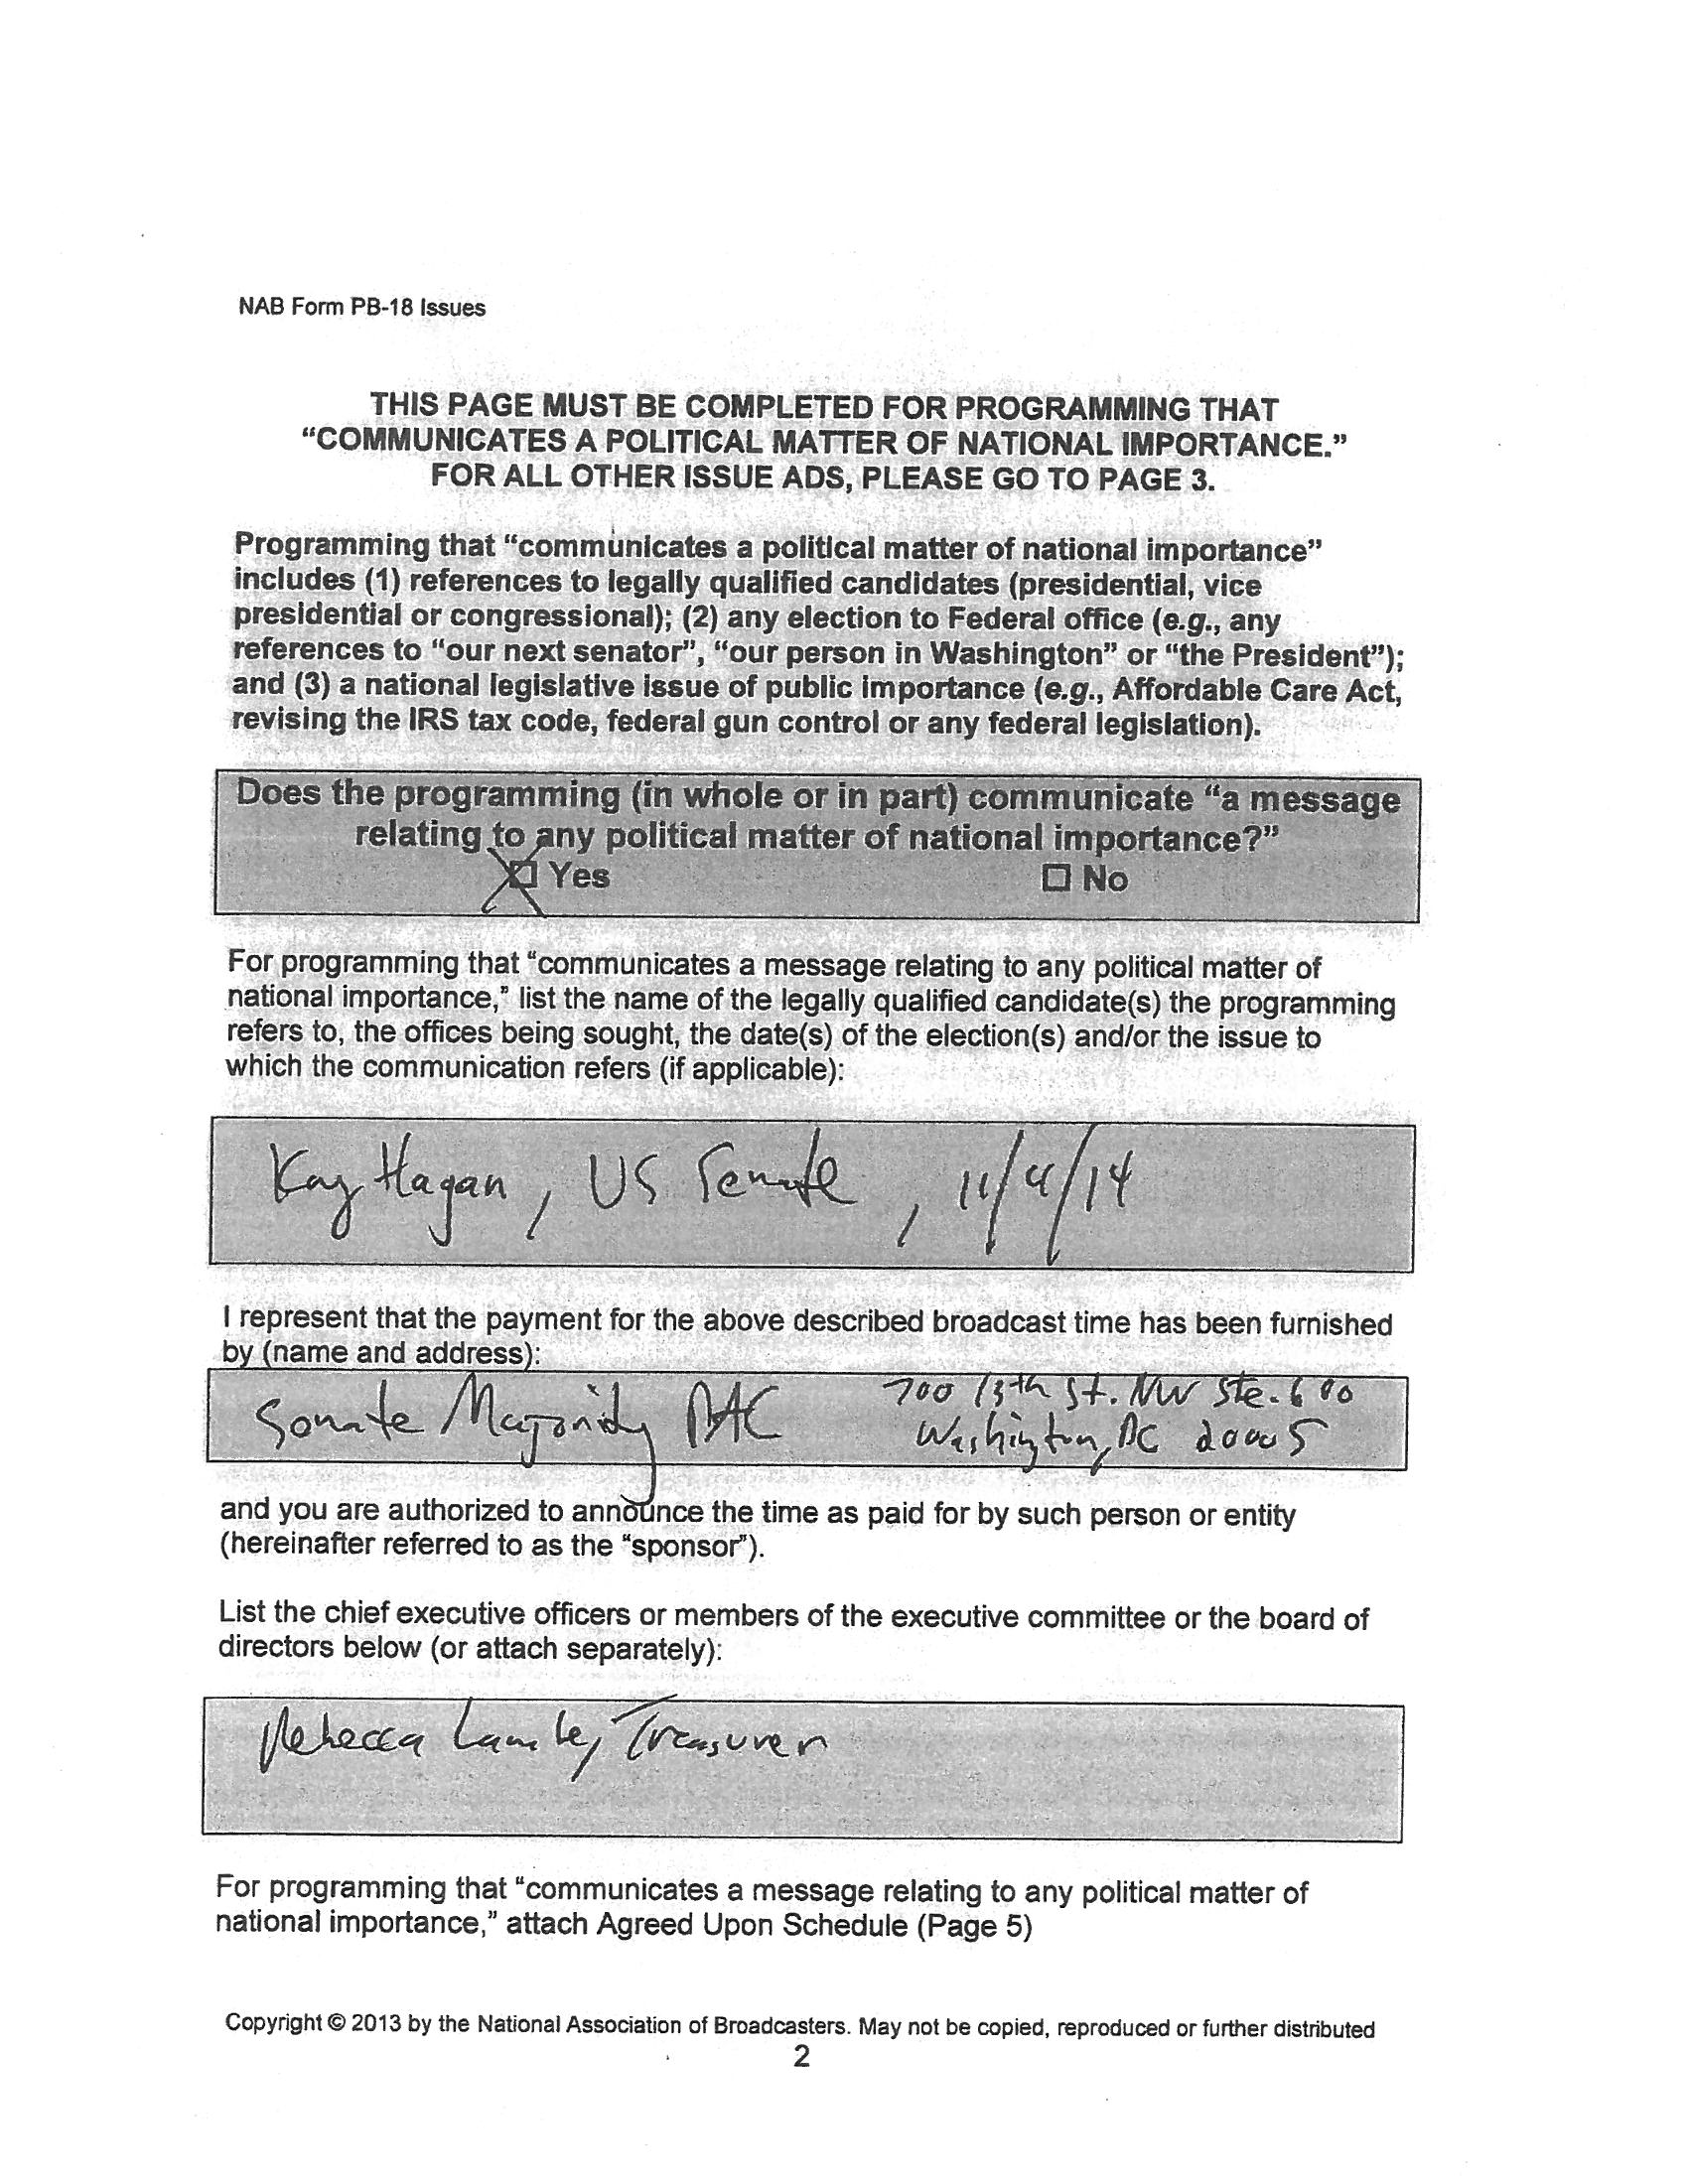 NAB Form PB-18 Issues
THIS PAGE MUST BE COMPLETED FOR PROGRAMMING THAT
“COMMUNICATES A POLITICAL MATTER OF NATIONAL IMPORTANCE.”
FOR ALL OTHER ISSUE ADS, PLEASE GO TO PAGE 3.
Programming that “communicates a political matter of national importance”
includes (1) references to legally qualified candidates (presidential, vice
presidential or congressional); (2) any election to Federal office (e.g., any
references to “our next senator”, “our person in Washington” or “the President”);
and (3) a national legislative issue of public importance (e.g., Affordable Care Act,
revising the IRS tax code, federal gun control or any federal legislation).
Does the programming (in whole or in part) communicate “a message
relating to any political matter of national importance?”
Yes No
For programming that “communicates a message relating to any political matter of
national importance,” list the name of the legally qualified candidate(s) the programming
refers to, the offices being sought, the date(s) of the election(s) and/or the issue to
which the communication refers (if applicable):
Kay Hagan, US Senate, 11/4/14
I represent that the payment for the above described broadcast time has been furnished
by (name and address):
Senate Majority PAC 700 13th St. NW Ste. 600
Washington, DC 20005
and you are authorized to announce the time as paid for by such person or entity
(hereinafter referred to as the “sponsor”).
List the chief executive officers or members of the executive committee or the board of
directors below (or attach separately):
Rebecca Lambe, Treasurer
For programming that “communicates a message relating to any political matter of
national importance,” attach Agreed Upon Schedule (Page 5)
Copyright © 2013 by the National Association of Broadcasters. May not be copied, reproduced or further distributed
2